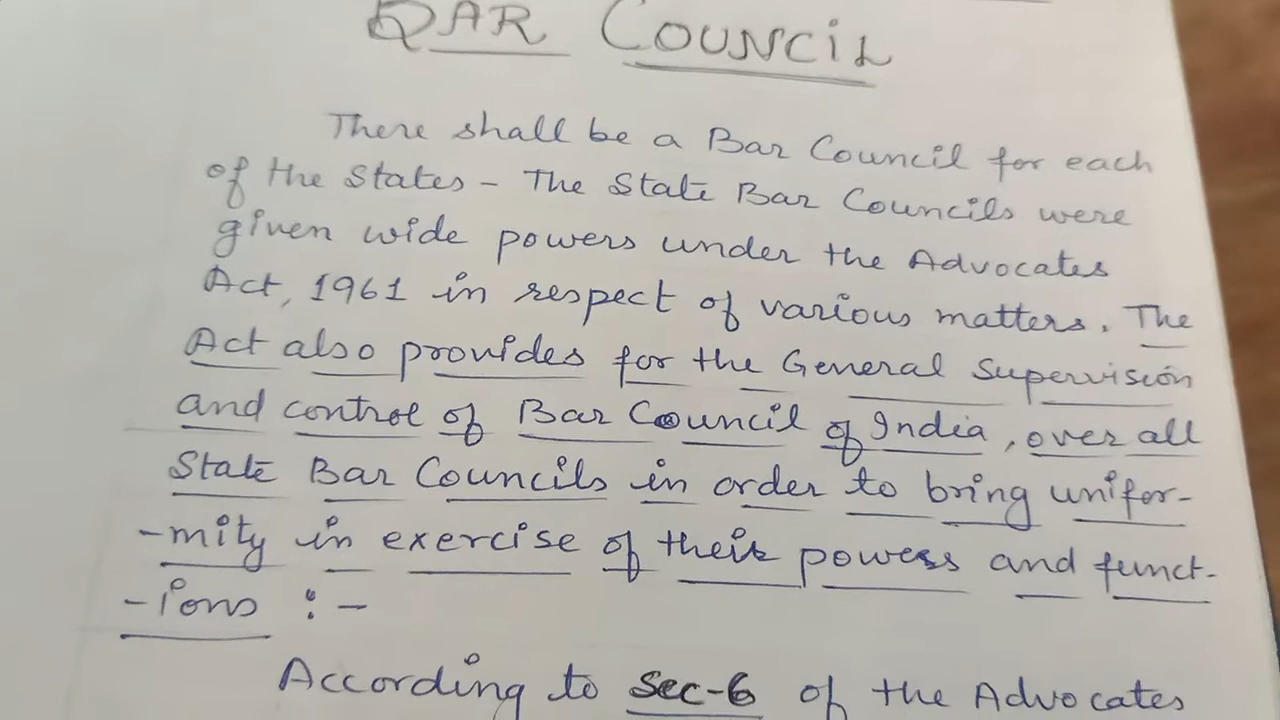 BAR COUNCIL
There shall be a Bar Council for each
of the States - The State Bar Councils were
given wide powers under the Advocates
Act, 1961 in respect of various matters. The
Act also provides for the General Supervision
and control of Bar Council of India, over all
State Bar Councils in order to bring unifor-
-mity in exercise of their powers and funct-
-ions :-
According to Sec-6 of the Advocates